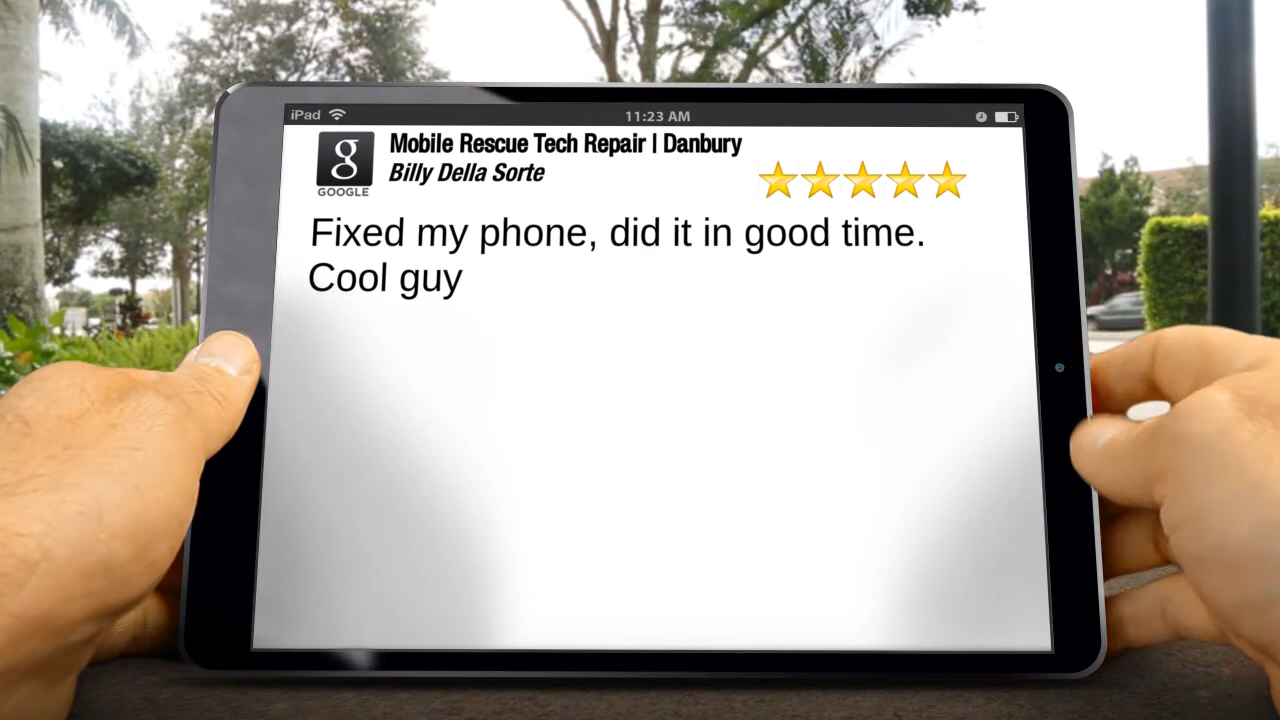 iPad 11:23 AM
g
GOOGLE
Mobile Rescue Tech Repair | Danbury
Billy Della Sorte
Fixed my phone, did it in good time.
Cool guy